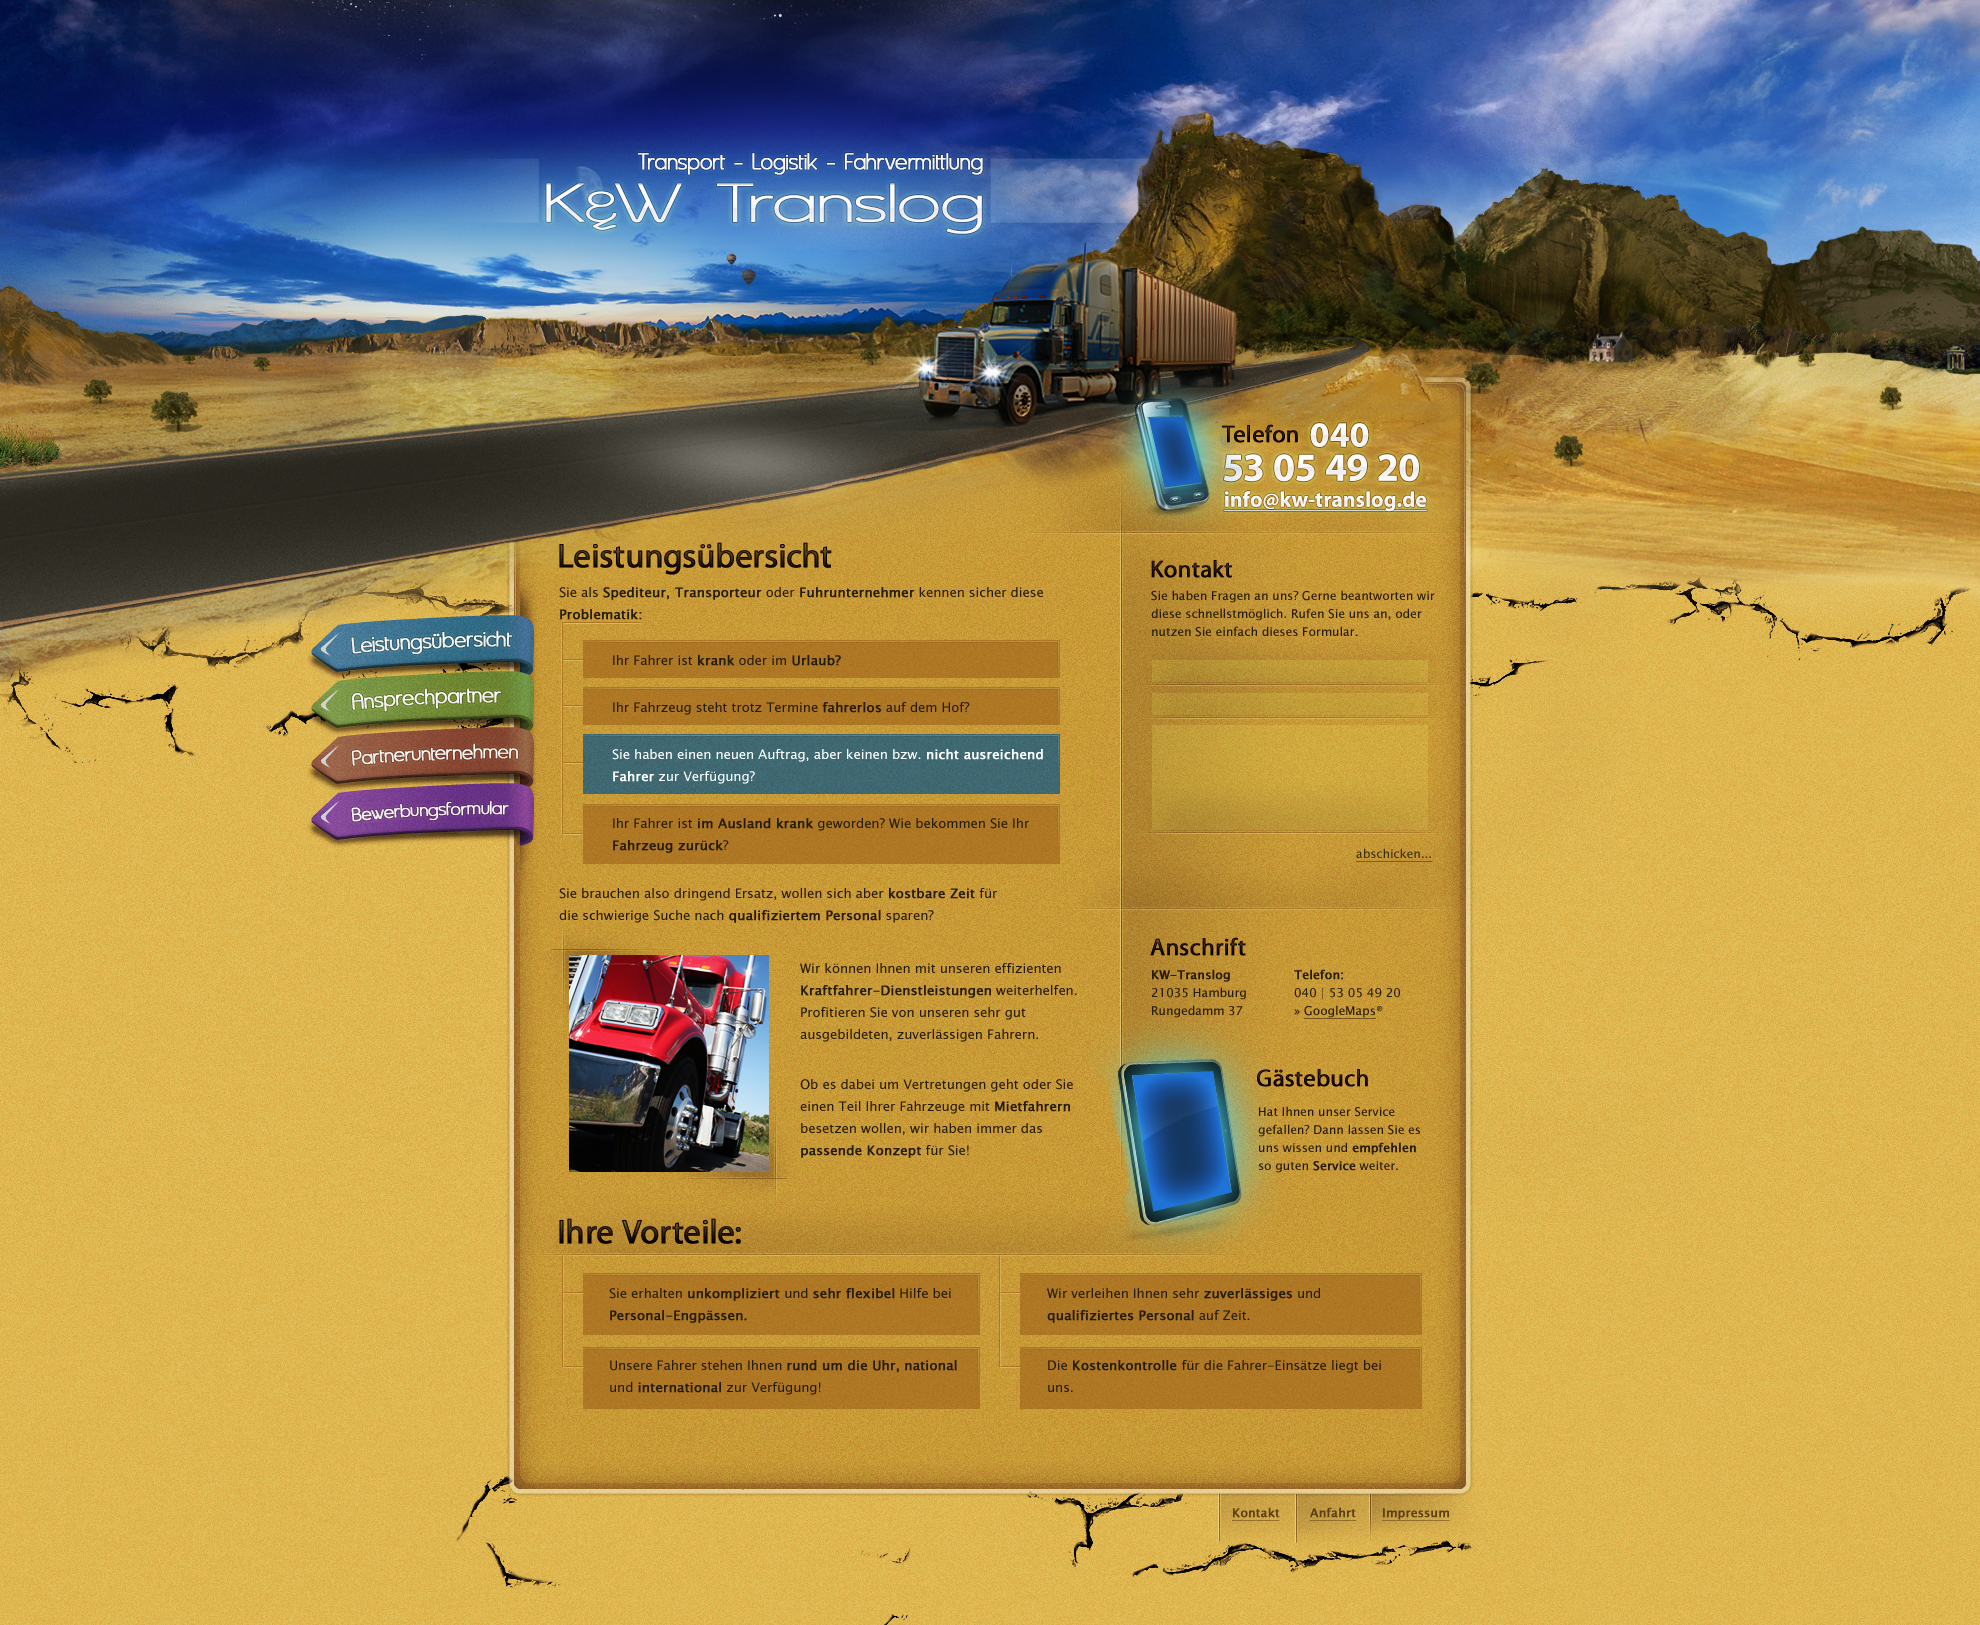 Transport - Logistik - Fahrvermittlung
K&W Translog
Telefon 040
53 05 49 20
info@kw-translog.de
Leistungsübersicht
Ansprechpartner
Partnerunternehmen
Bewerbungsformular
Leistungsübersicht
Sie als Spediteur, Transporteur oder Fuhrunternehmer kennen sicher diese
Problematik:
Ihr Fahrer ist krank oder im Urlaub?
Ihr Fahrzeug steht trotz Termine fahrerlos auf dem Hof?
Sie haben einen neuen Auftrag, aber keinen bzw. nicht ausreichend
Fahrer zur Verfügung?
Ihr Fahrer ist im Ausland krank geworden? Wie bekommen Sie Ihr
Fahrzeug zurück?
Sie brauchen also dringend Ersatz, wollen sich aber kostbare Zeit für
die schwierige Suche nach qualifiziertem Personal sparen?
Wir können Ihnen mit unseren effizienten
Kraftfahrer-Dienstleistungen weiterhelfen.
Profitieren Sie von unseren sehr gut
ausgebildeten, zuverlässigen Fahrern.
Ob es dabei um Vertretungen geht oder Sie
einen Teil Ihrer Fahrzeuge mit Mietfahrern
besetzen wollen, wir haben immer das
passende Konzept für Sie!
Kontakt
Sie haben Fragen an uns? Gerne beantworten wir
diese schnellstmöglich. Rufen Sie uns an, oder
nutzen Sie einfach dieses Formular.
abschicken...
Anschrift
KW-Translog
21035 Hamburg
Rungedamm 37
Telefon:
040 | 53 05 49 20
» GoogleMaps®
Gästebuch
Hat Ihnen unser Service
gefallen? Dann lassen Sie es
uns wissen und empfehlen
so guten Service weiter.
Ihre Vorteile:
Sie erhalten unkompliziert und sehr flexibel Hilfe bei
Personal-Engpässen.
Unsere Fahrer stehen Ihnen rund um die Uhr, national
und international zur Verfügung!
Wir verleihen Ihnen sehr zuverlässiges und
qualifiziertes Personal auf Zeit.
Die Kostenkontrolle für die Fahrer-Einsätze liegt bei
uns.
Kontakt
Anfahrt
Impressum